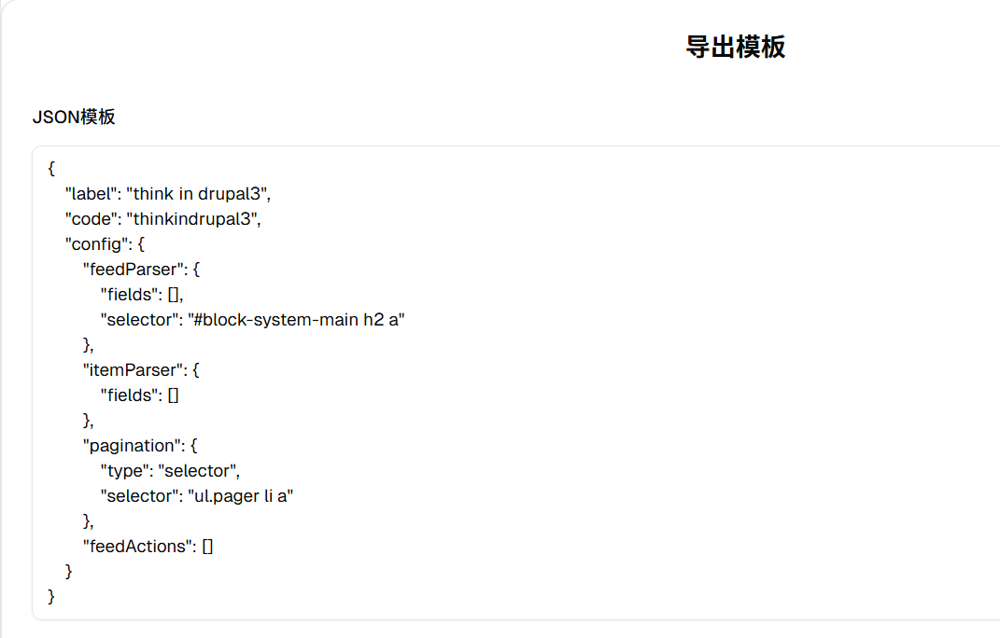 导出模板
JSON模板
{
    "label": "think in drupal3",
    "code": "thinkindrupal3",
    "config": {
        "feedParser": {
            "fields": [],
            "selector": "#block-system-main h2 a"
        },
        "itemParser": {
            "fields": []
        },
        "pagination": {
            "type": "selector",
            "selector": "ul.pager li a"
        },
        "feedActions": []
    }
}